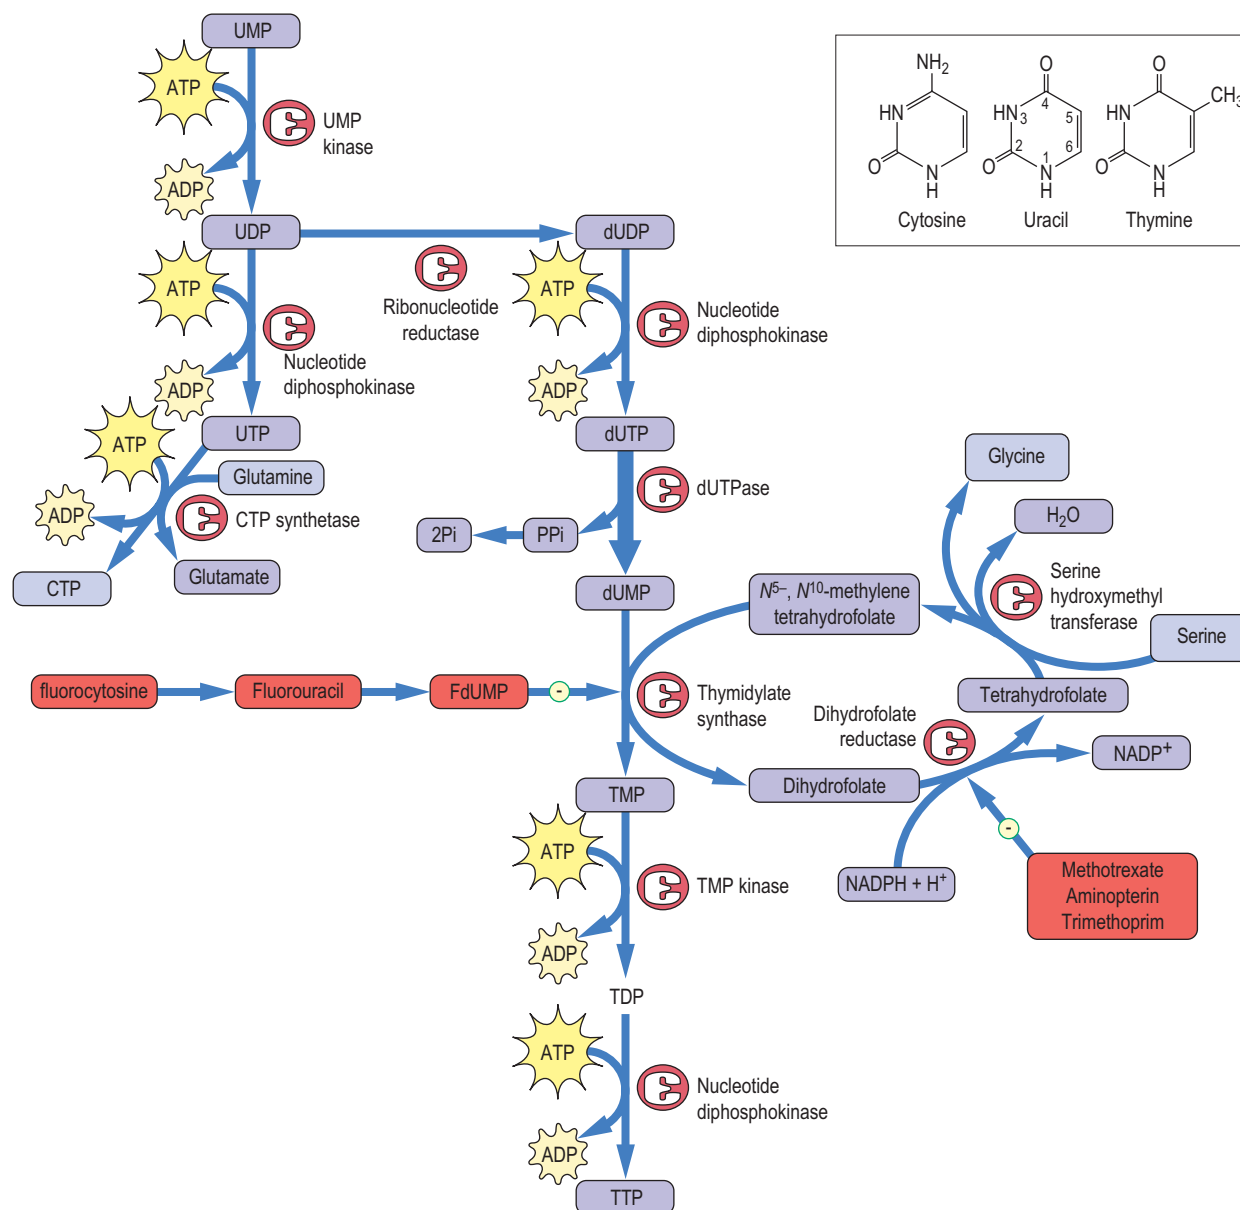 UMP
ATP
UMP
kinase
ADP
UDP
dUDP
ATP
Ribonucleotide
reductase
ATP
Nucleotide
diphosphokinase
Nucleotide
diphosphokinase
ADP
ADP
UTP
dUTP
ATP
Glutamine
ADP
CTP synthetase
dUTPase
2Pi
PPi
CTP
Glutamate
dUMP
Glycine
H₂O
N⁵⁻, N¹⁰-methylene
tetrahydrofolate
Serine
hydroxymethyl
transferase
Serine
fluorocytosine
Fluorouracil
FdUMP
-
Thymidylate
synthase
Dihydrofolate
reductase
Tetrahydrofolate
NADP⁺
TMP
Dihydrofolate
-
ATP
TMP kinase
NADPH + H⁺
Methotrexate
Aminopterin
Trimethoprim
ADP
TDP
ATP
Nucleotide
diphosphokinase
ADP
TTP
NH₂
HN
O
N
H
Cytosine
O
4
HN
3
5
2
6
1
O
N
H
Uracil
O
CH₃
HN
O
N
H
Thymine